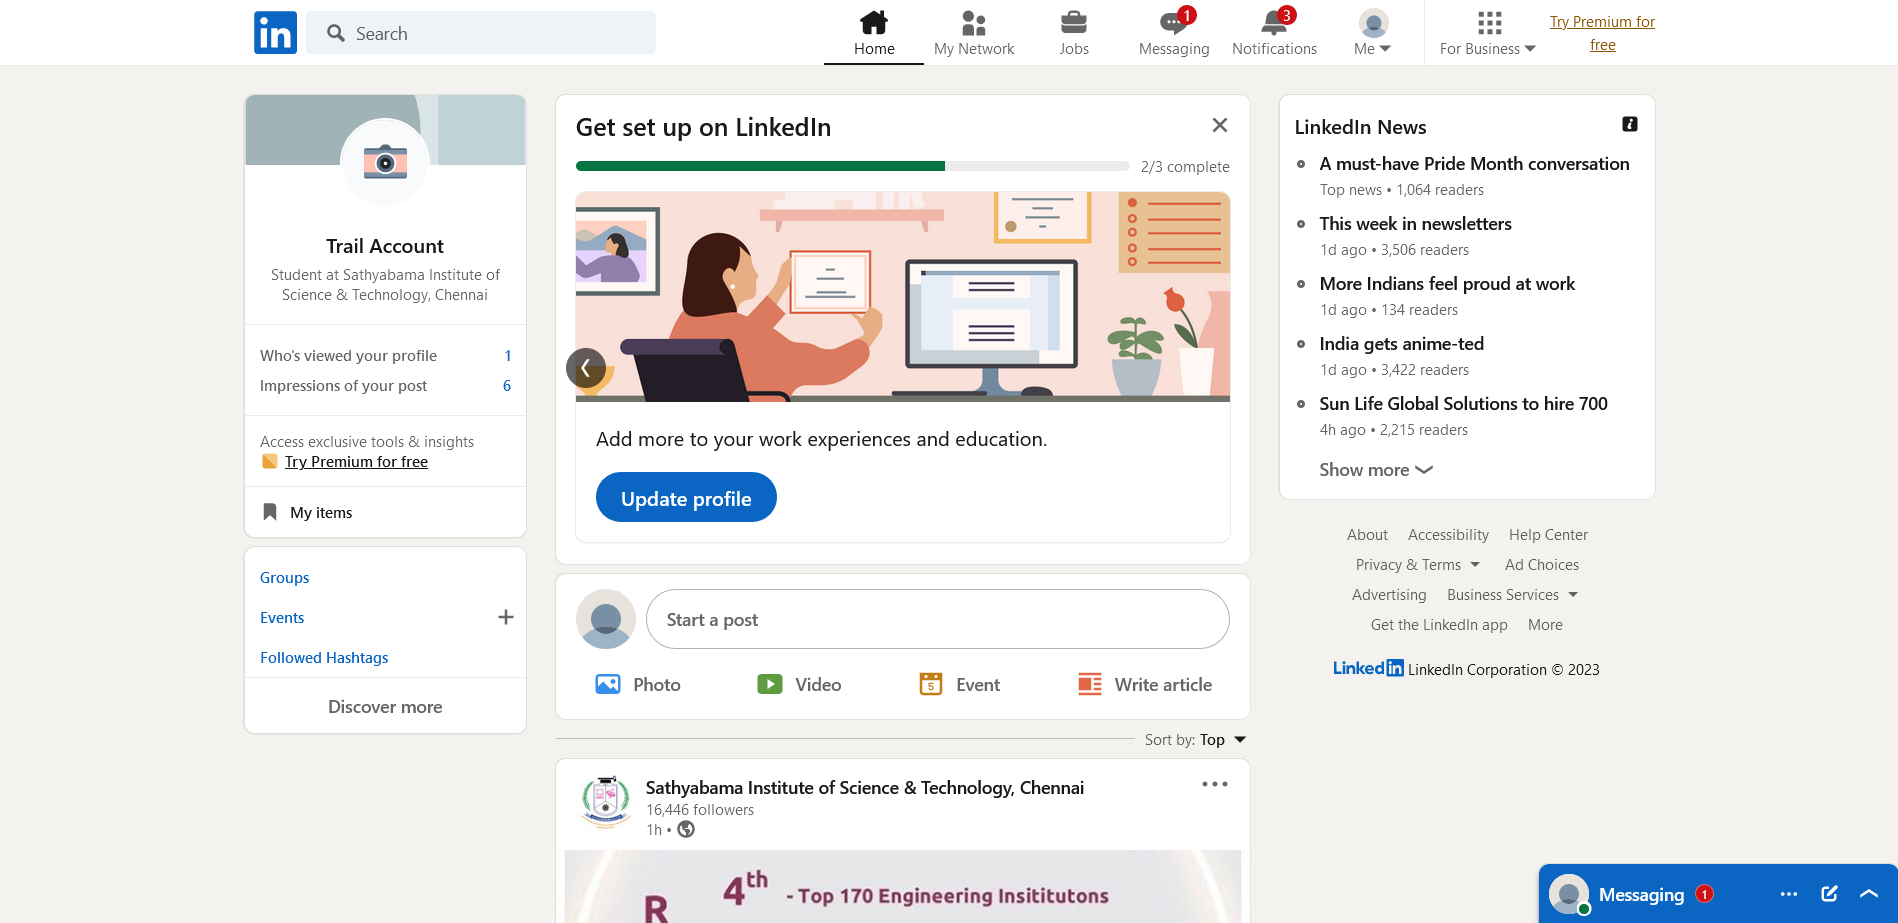 in
Search
Home
My Network
Jobs
1
Messaging
3
Notifications
Me
For Business
Try Premium for
free
Trail Account
Student at Sathyabama Institute of
Science & Technology, Chennai
Who's viewed your profile 1
Impressions of your post 6
Access exclusive tools & insights
Try Premium for free
My items
Groups
Events
Followed Hashtags
Discover more
Get set up on LinkedIn
2/3 complete
Add more to your work experiences and education.
Update profile
Start a post
Photo
Video
5
Event
Write article
Sort by: Top
Sathyabama Institute of Science & Technology, Chennai
16,446 followers
1h •
4th - Top 170 Engineering Insititutons
R
LinkedIn News
A must-have Pride Month conversation
Top news • 1,064 readers
This week in newsletters
1d ago • 3,506 readers
More Indians feel proud at work
1d ago • 134 readers
India gets anime-ted
1d ago • 3,422 readers
Sun Life Global Solutions to hire 700
4h ago • 2,215 readers
Show more
About Accessibility Help Center
Privacy & Terms Ad Choices
Advertising Business Services
Get the LinkedIn app More
Linkedin LinkedIn Corporation © 2023
Messaging 1